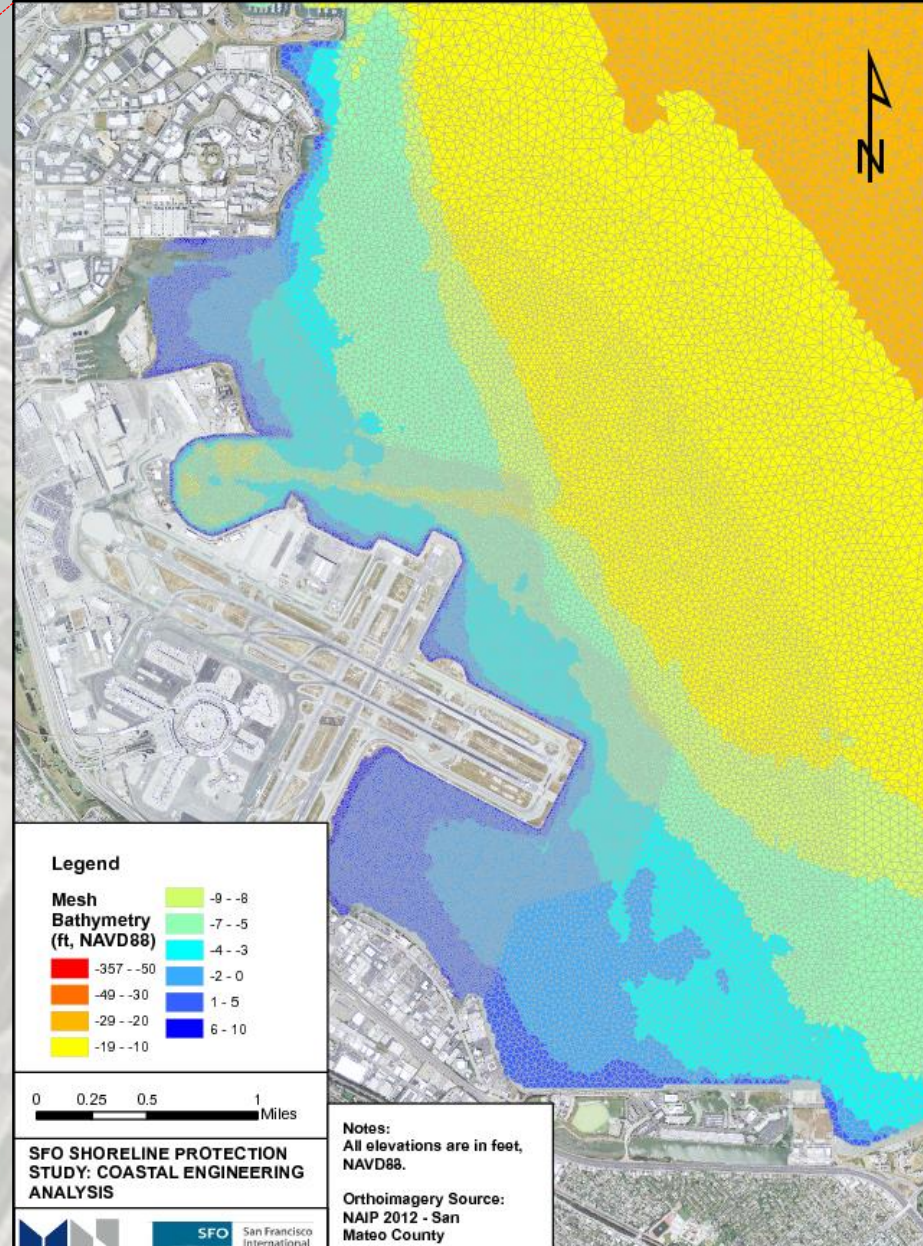 N
Legend
Mesh
Bathymetry
(ft, NAVD88)
-357 - -50
-49 - -30
-29 - -20
-19 - -10
-9 - -8
-7 - -5
-4 - -3
-2 - 0
1 - 5
6 - 10
0 0.25 0.5 1
Miles
SFO SHORELINE PROTECTION
STUDY: COASTAL ENGINEERING
ANALYSIS
Notes:
All elevations are in feet,
NAVD88.
Orthoimagery Source:
NAIP 2012 - San
Mateo County
SFO San Francisco
International